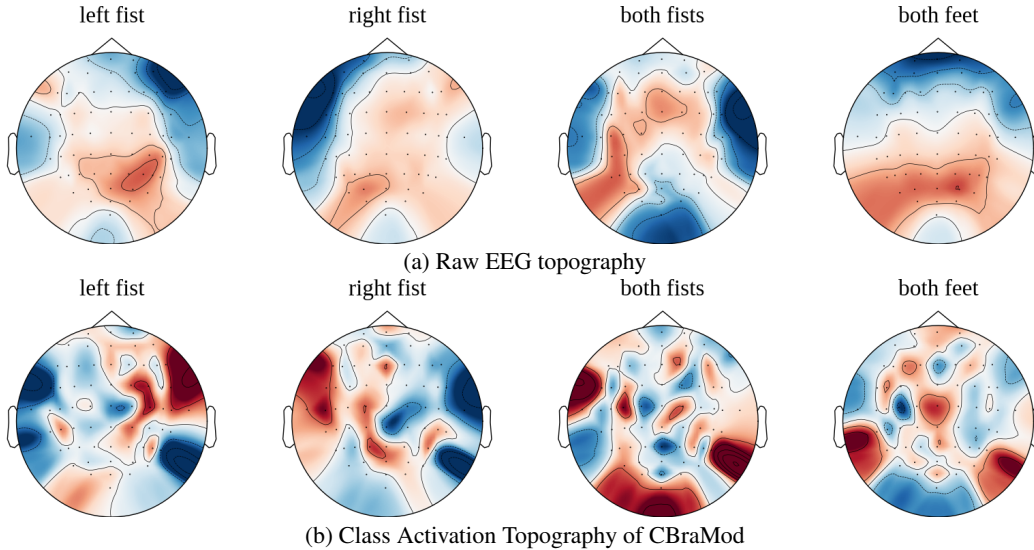 left fist right fist both fists both feet
(a) Raw EEG topography
left fist right fist both fists both feet
(b) Class Activation Topography of CBraMod